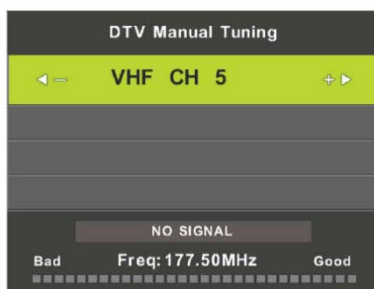 DTV Manual Tuning
VHF CH 5
NO SIGNAL
Bad Freq:177.50MHz Good